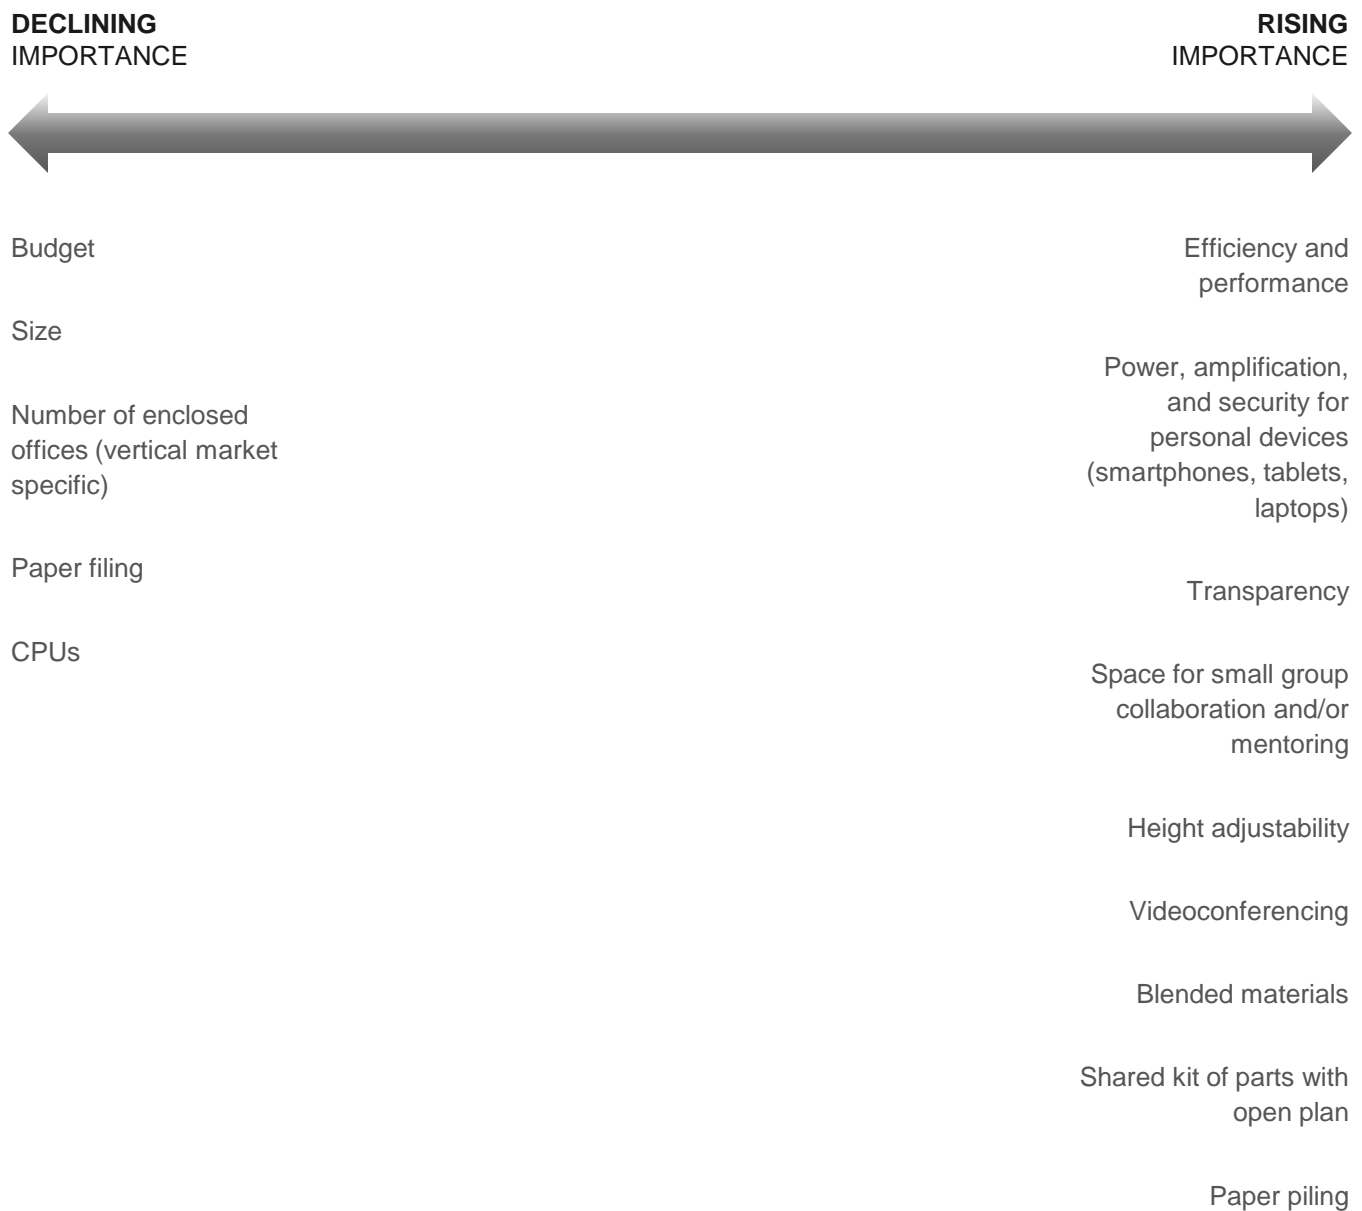 DECLINING
IMPORTANCE
RISING
IMPORTANCE
Budget
Size
Number of enclosed
offices (vertical market
specific)
Paper filing
CPUs
Efficiency and
performance
Power, amplification,
and security for
personal devices
(smartphones, tablets,
laptops)
Transparency
Space for small group
collaboration and/or
mentoring
Height adjustability
Videoconferencing
Blended materials
Shared kit of parts with
open plan
Paper piling